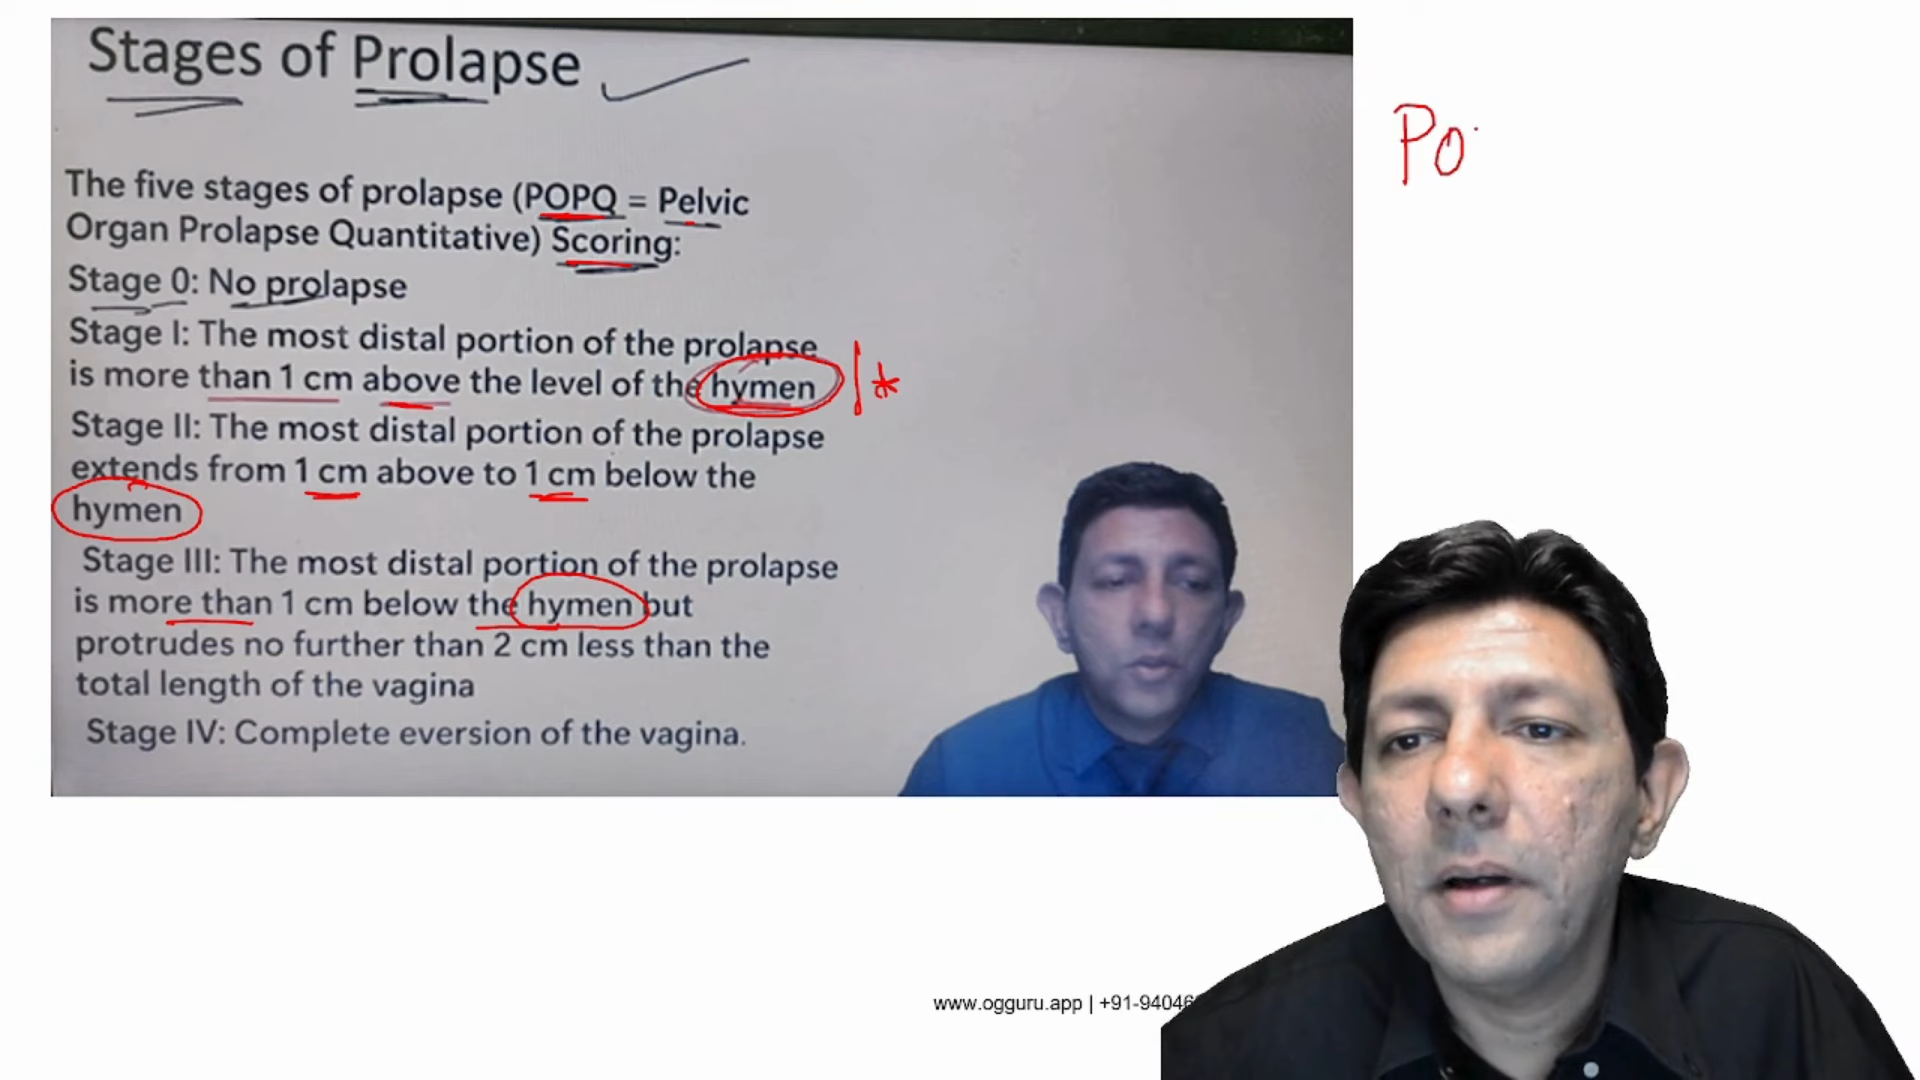 Stages of Prolapse
PO
The five stages of prolapse (POPQ = Pelvic
Organ Prolapse Quantitative) Scoring:
Stage 0: No prolapse
Stage I: The most distal portion of the prolapse
is more than 1 cm above the level of the hymen
Stage II: The most distal portion of the prolapse
extends from 1 cm above to 1 cm below the
hymen
Stage III: The most distal portion of the prolapse
is more than 1 cm below the hymen but
protrudes no further than 2 cm less than the
total length of the vagina
Stage IV: Complete eversion of the vagina.
www.ogguru.app | +91-94046